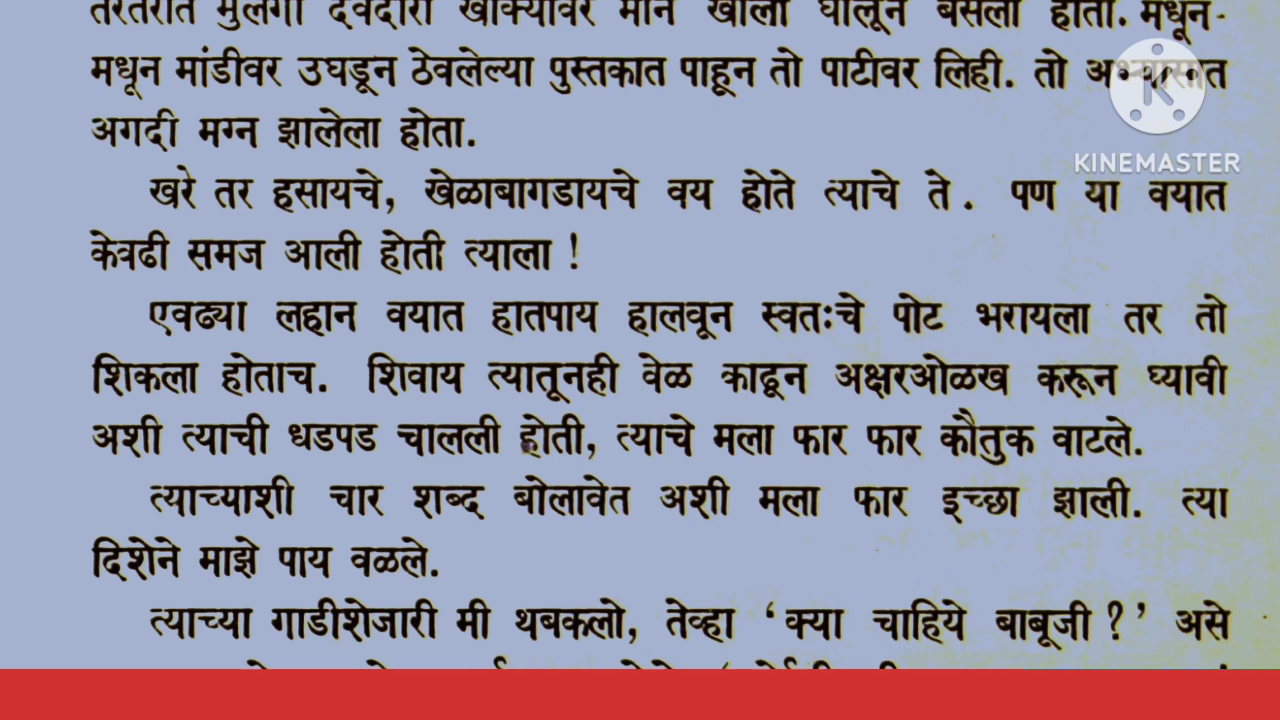 तरतरीत मुलगा देवदारी खोक्यावर मान खाली घालून बसला होता. मधून-
मधून मांडीवर उघडून ठेवलेल्या पुस्तकात पाहून तो पाटीवर लिही. तो अभ्यासात
अगदी मग्न झालेला होता.
खरे तर हसायचे, खेळाबागडायचे वय होते त्याचे ते. पण या वयात
केवढी समज आली होती त्याला !
एवढ्या लहान वयात हातपाय हालवून स्वतःचे पोट भरायला तर तो
शिकला होताच. शिवाय त्यातूनही वेळ काढून अक्षरओळख करून घ्यावी
अशी त्याची धडपड चालली होती, त्याचे मला फार फार कौतुक वाटले.
त्याच्याशी चार शब्द बोलावेत अशी मला फार इच्छा झाली. त्या
दिशेने माझे पाय वळले.
त्याच्या गाडीशेजारी मी थबकलो, तेव्हा ‘क्या चाहिये बाबूजी ?’ असे
KINEMASTER